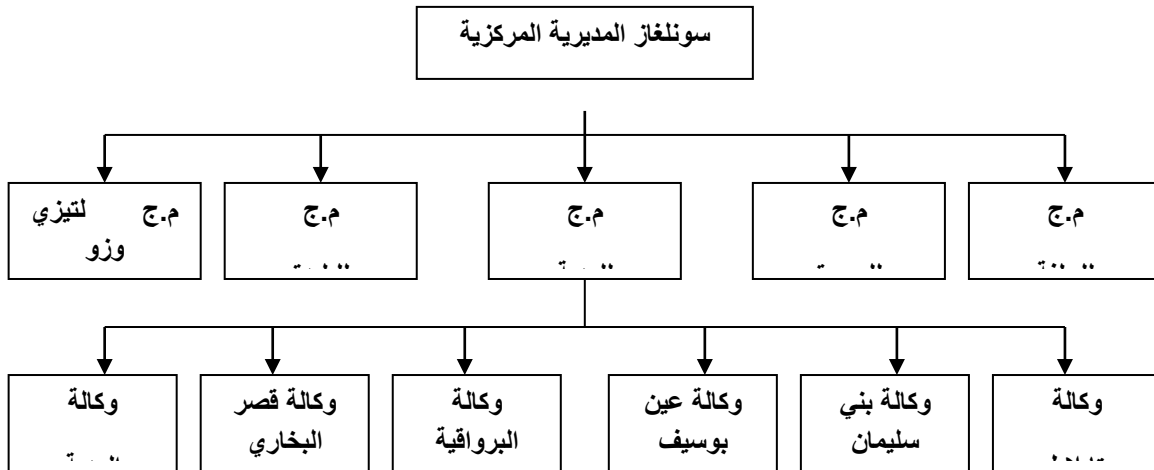 سونلغاز المديرية المركزية
م.ج
م.ج
م.ج
م.ج
م.ج لتيزي
وزو
وكالة
وكالة بني
سليمان
وكالة عين
بوسيف
وكالة
البرواقية
وكالة قصر
البخاري
وكالة